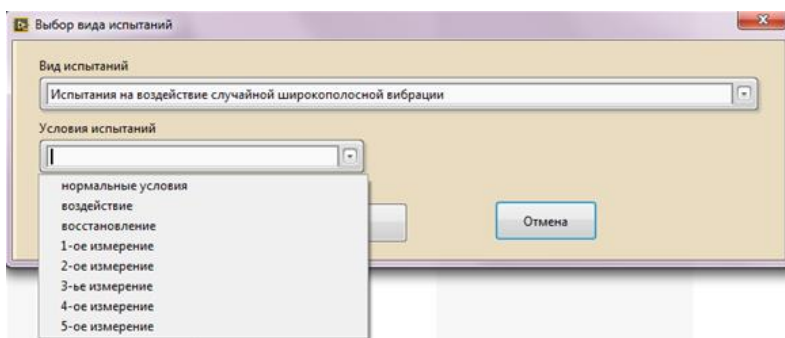 Выбор вида испытаний
Вид испытаний
Испытания на воздействие случайной широкополосной вибрации
Условия испытаний
нормальные условия
воздействие
восстановление
Отмена
1-ое измерение
2-ое измерение
3-ье измерение
4-ое измерение
5-ое измерение